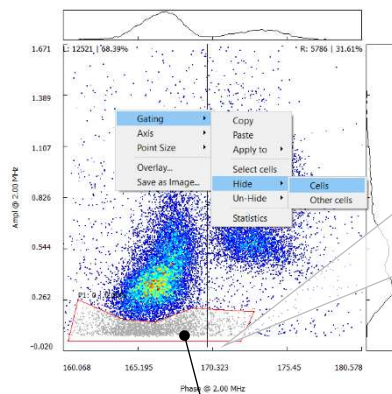 1.671
L: 12521 | 68.39%
R: 5786 | 31.61%
1.389
1.107
0.826
0.544
0.262
-0.020
Ampl @ 2.00 MHz
Gating
Axis
Point Size
Overlay...
Save as Image...
Copy
Paste
Apply to
Select cells
Hide
Un-Hide
Statistics
Cells
Other cells
160.068
165.195
170.323
175.45
180.578
Phase @ 2.00 MHz